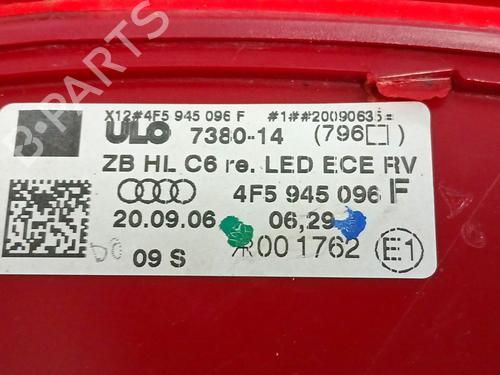 X12#4F5 945 096 F #1##20090635=
ULO 7380-14 (796□)
ZB HL C6 re. LED ECE RV
4F5 945 096 F
20.09.06 06,29
09 S 001762 E1
B-PARTS